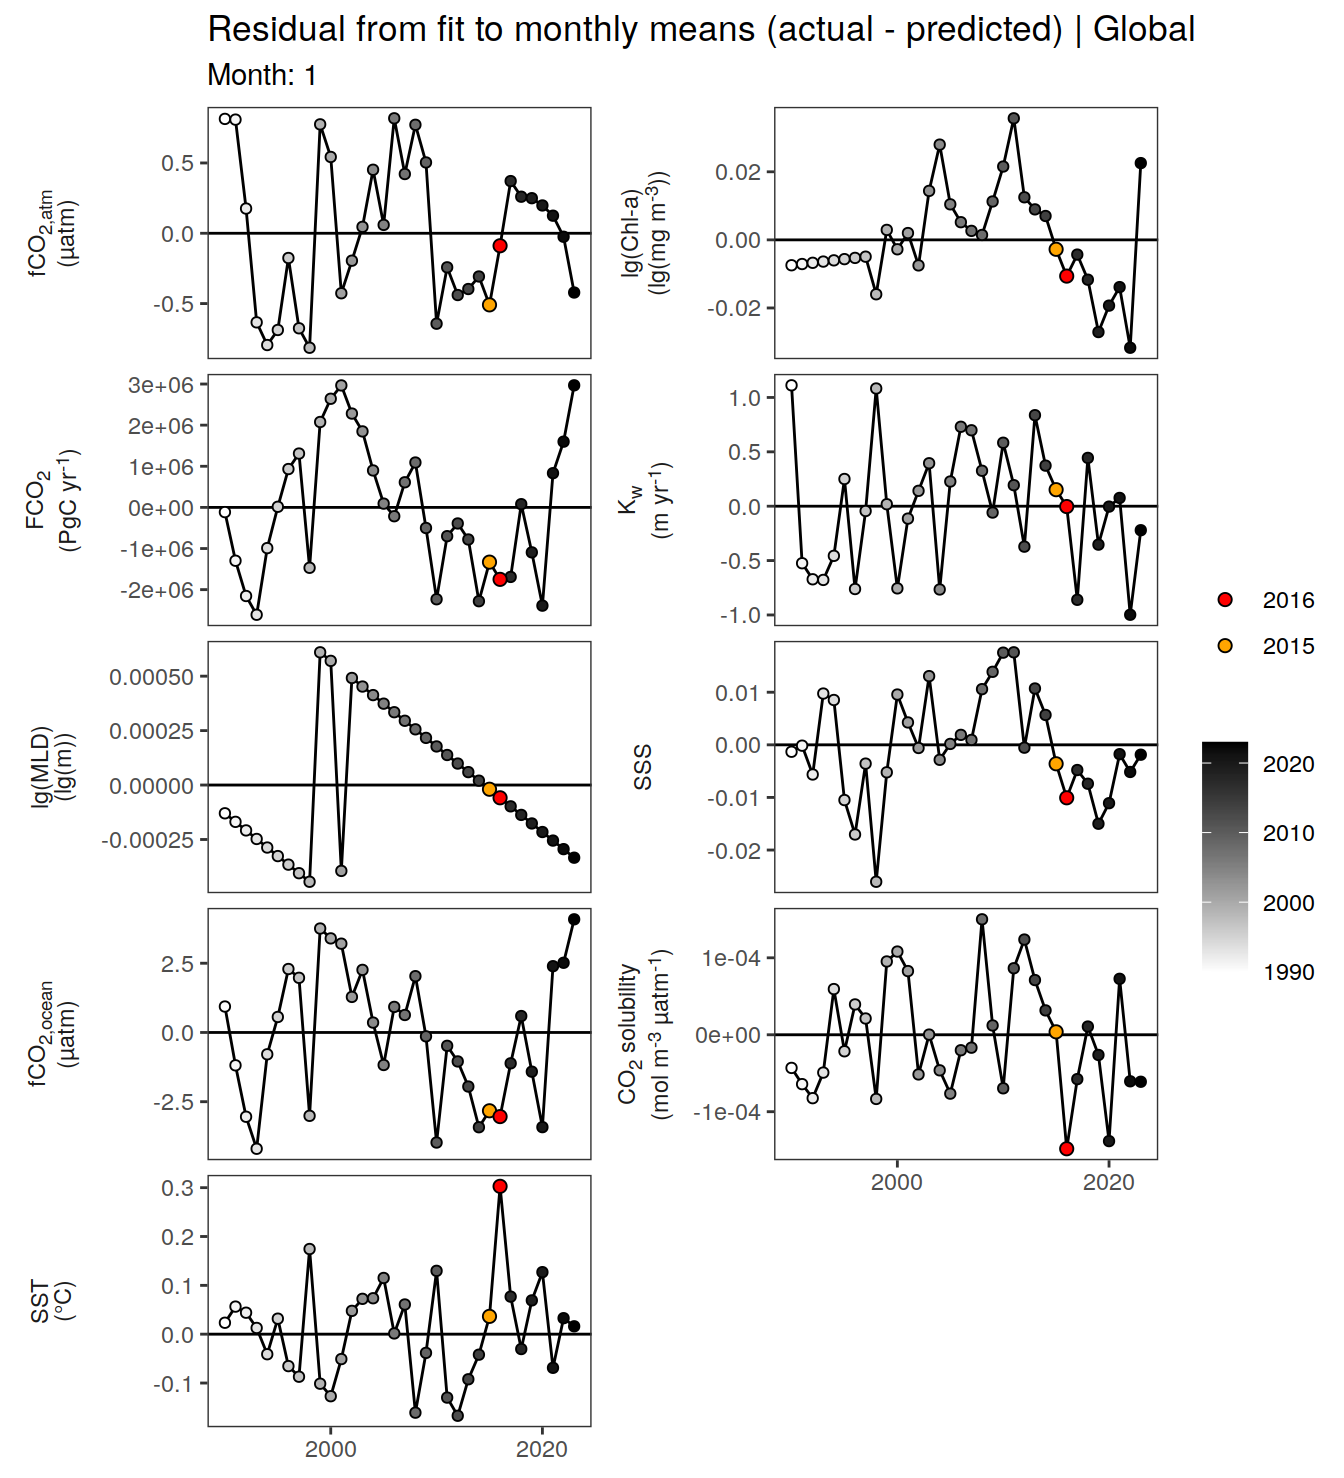 Residual from fit to monthly means (actual - predicted) | Global
Month: 1
fCO2,atm
(µatm)
0.5
0.0
-0.5
lg(Chl-a)
(lg(mg m-3))
0.02
0.00
-0.02
FCO2
(PgC yr-1)
3e+06
2e+06
1e+06
0e+00
-1e+06
-2e+06
Kw
(m yr-1)
1.0
0.5
0.0
-0.5
-1.0
lg(MLD)
(lg(m))
0.00050
0.00025
0.00000
-0.00025
SSS
0.01
0.00
-0.01
-0.02
fCO2,ocean
(µatm)
2.5
0.0
-2.5
CO2 solubility
(mol m-3 µatm-1)
1e-04
0e+00
-1e-04
2000
2020
SST
(°C)
0.3
0.2
0.1
0.0
-0.1
2000
2020
2016
2015
2020
2010
2000
1990